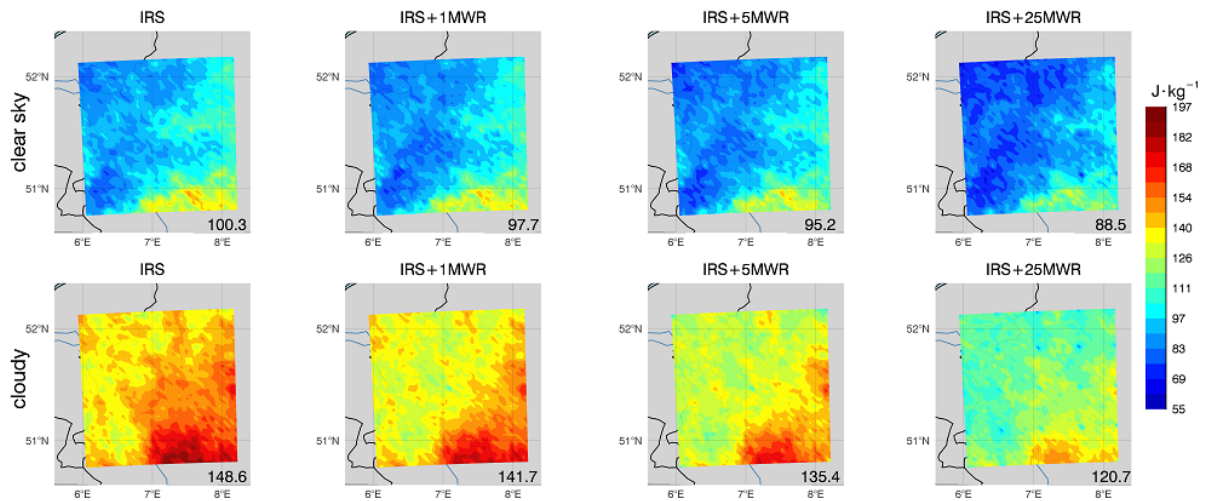 IRS
IRS+1MWR
IRS+5MWR
IRS+25MWR
clear sky
52°N
52°N
52°N
52°N
51°N
51°N
51°N
51°N
100.3
97.7
95.2
88.5
6°E 7°E 8°E
6°E 7°E 8°E
6°E 7°E 8°E
6°E 7°E 8°E
J·kg⁻¹
197
182
168
154
140
126
111
97
83
69
55
IRS
IRS+1MWR
IRS+5MWR
IRS+25MWR
cloudy
52°N
52°N
52°N
52°N
51°N
51°N
51°N
51°N
148.6
141.7
135.4
120.7
6°E 7°E 8°E
6°E 7°E 8°E
6°E 7°E 8°E
6°E 7°E 8°E